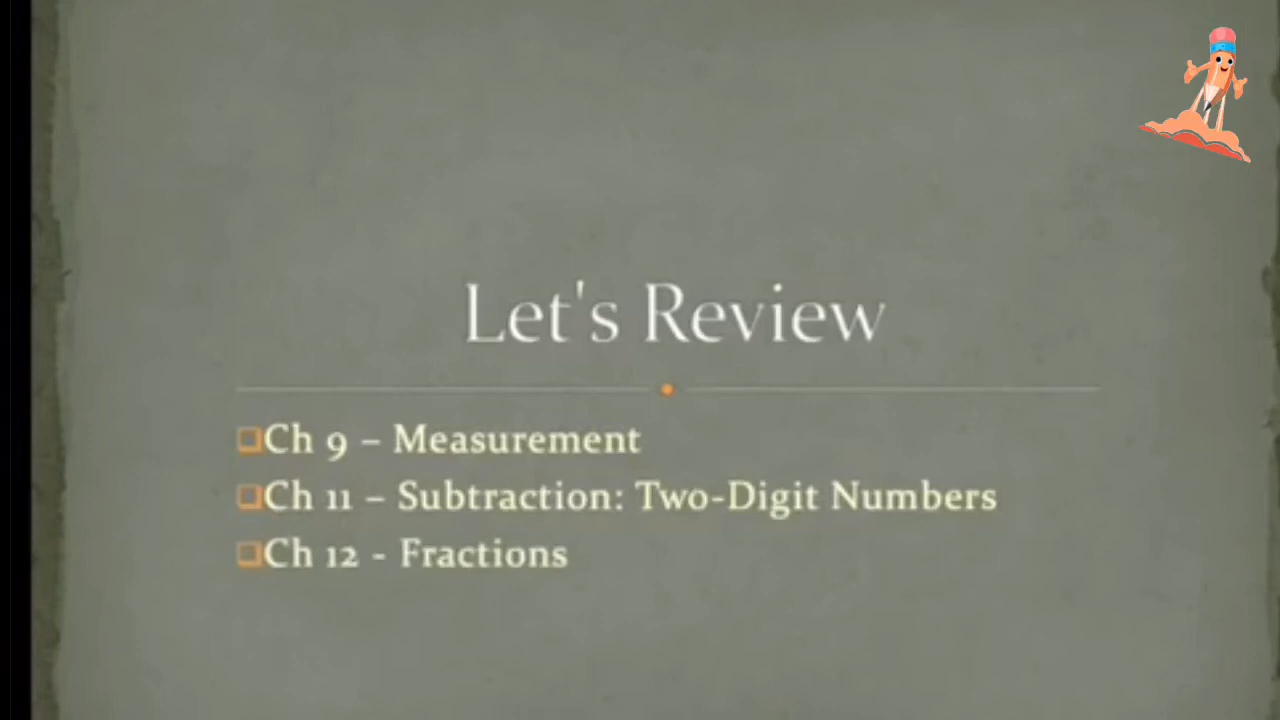 Let's Review
Ch 9 – Measurement
Ch 11 – Subtraction: Two-Digit Numbers
Ch 12 - Fractions